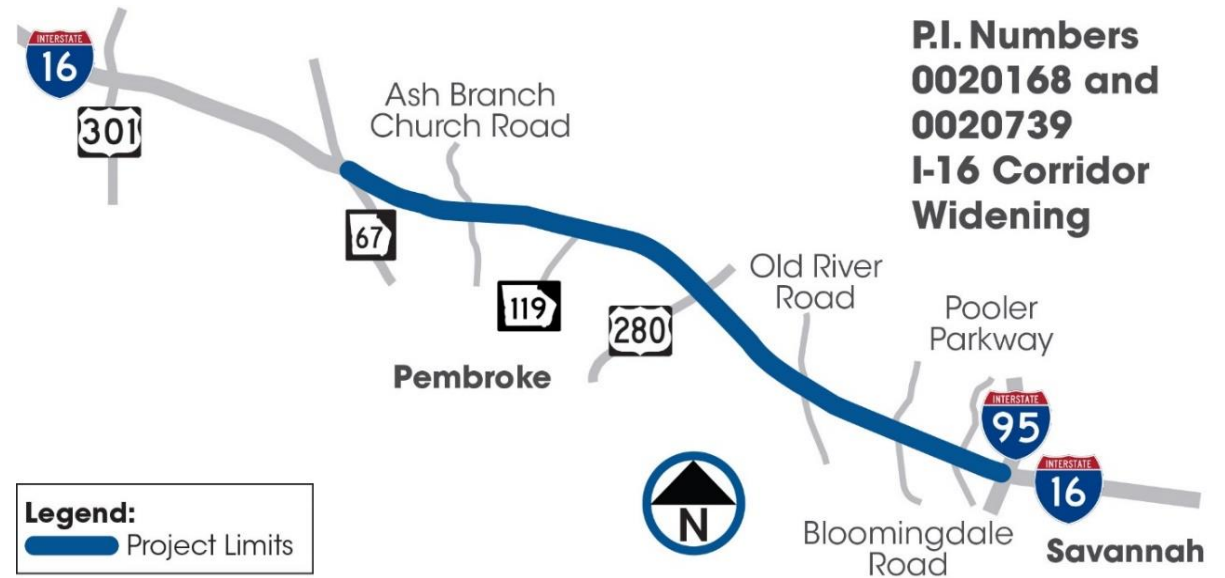 P.I. Numbers
0020168 and
0020739
I-16 Corridor
Widening
INTERSTATE
16
301
Ash Branch
Church Road
67
119
280
Pembroke
Old River
Road
Pooler
Parkway
INTERSTATE
95
INTERSTATE
16
Legend:
Project Limits
N
Bloomingdale
Road
Savannah